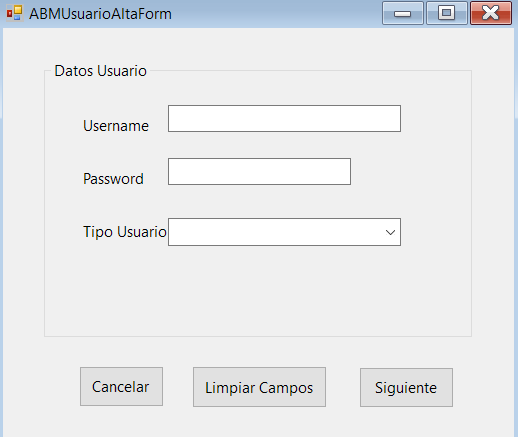 ABMUsuarioAltaForm
Datos Usuario
Username
Password
Tipo Usuario
Cancelar
Limpiar Campos
Siguiente